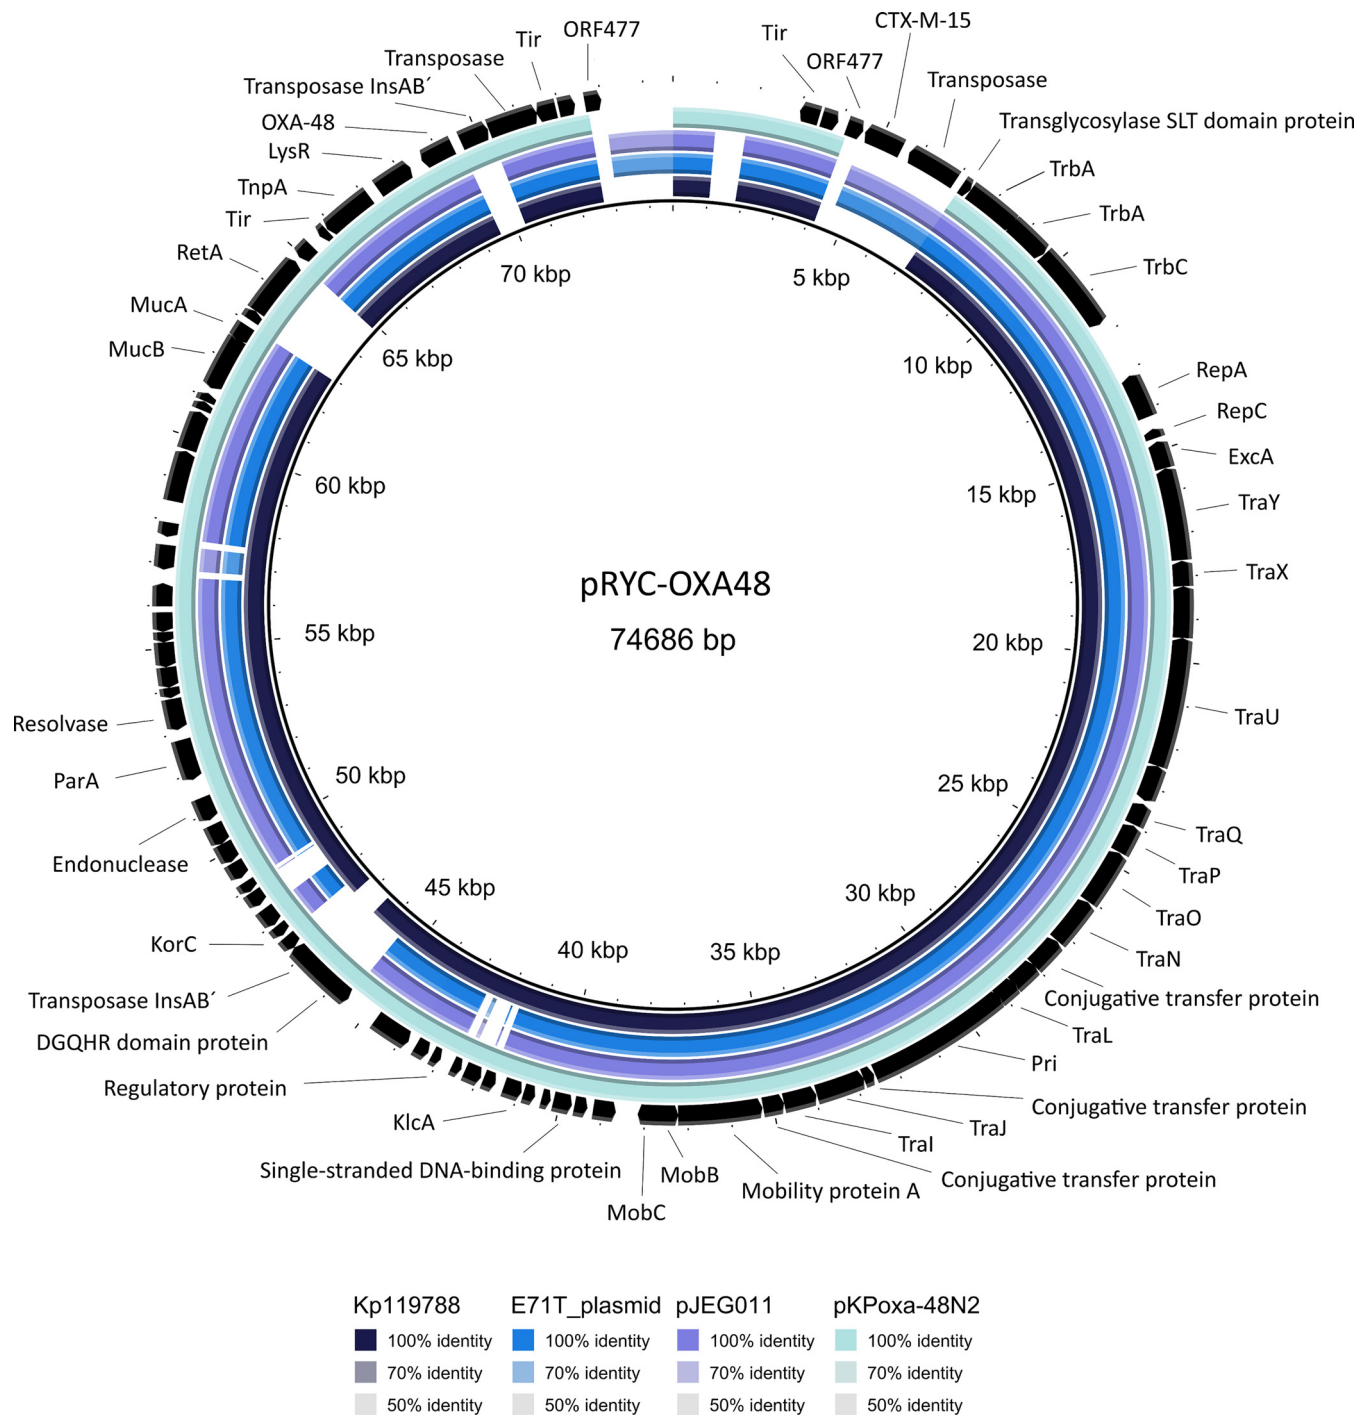 CTX-M-15
Tir
ORF477
Transposase
Transglycosylase SLT domain protein
TrbA
TrbA
TrbC
RepA
RepC
ExcA
TraY
TraX
TraU
TraQ
TraP
TraO
TraN
Conjugative transfer protein
TraL
Pri
Conjugative transfer protein
TraJ
TraI
Conjugative transfer protein
Mobility protein A
MobB
MobC
Single-stranded DNA-binding protein
KlcA
Regulatory protein
DGQHR domain protein
Transposase InsAB´
KorC
Endonuclease
ParA
Resolvase
MucB
MucA
RetA
Tir
TnpA
LysR
OXA-48
Transposase InsAB´
Transposase
Tir
ORF477
5 kbp
10 kbp
15 kbp
20 kbp
25 kbp
30 kbp
35 kbp
40 kbp
45 kbp
50 kbp
55 kbp
60 kbp
65 kbp
70 kbp
pRYC-OXA48
74686 bp
Kp119788
100% identity
70% identity
50% identity
E71T_plasmid
100% identity
70% identity
50% identity
pJEG011
100% identity
70% identity
50% identity
pKPoxa-48N2
100% identity
70% identity
50% identity